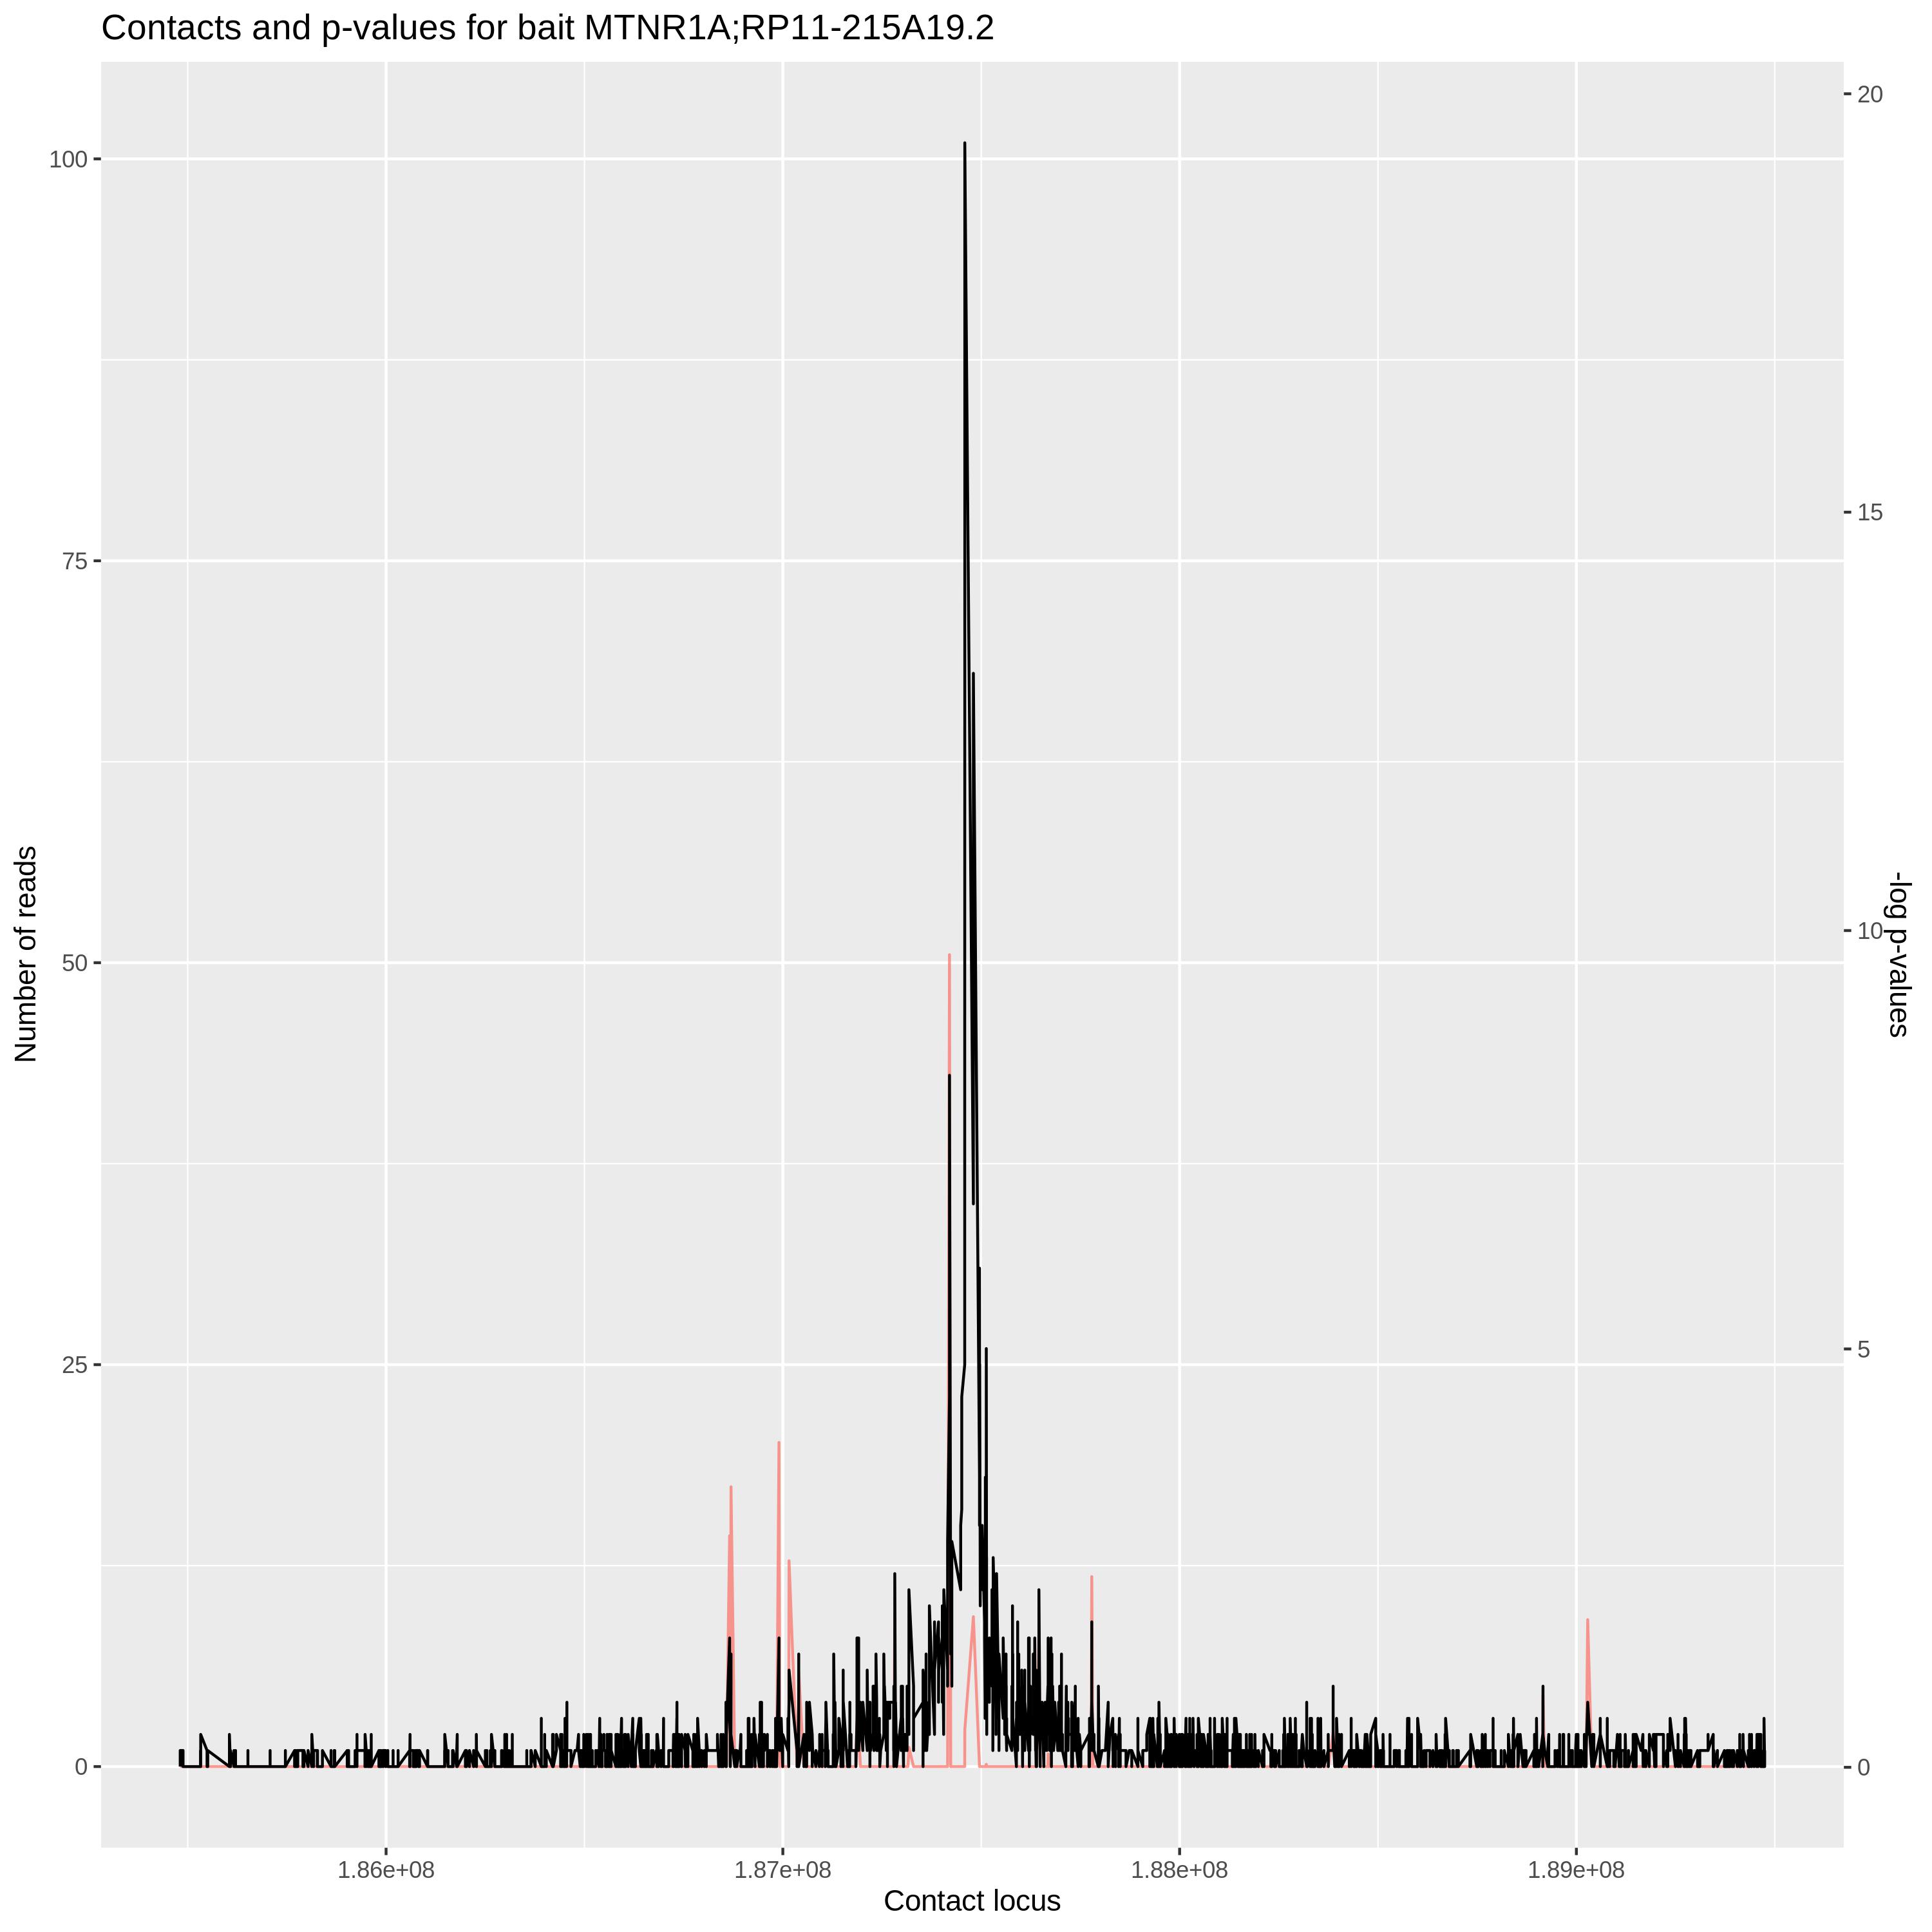 Contacts and p-values for bait MTNR1A;RP11-215A19.2
Number of reads
100
75
50
25
0
20
15
10
5
0
-log p-values
1.86e+08
1.87e+08
1.88e+08
1.89e+08
Contact locus